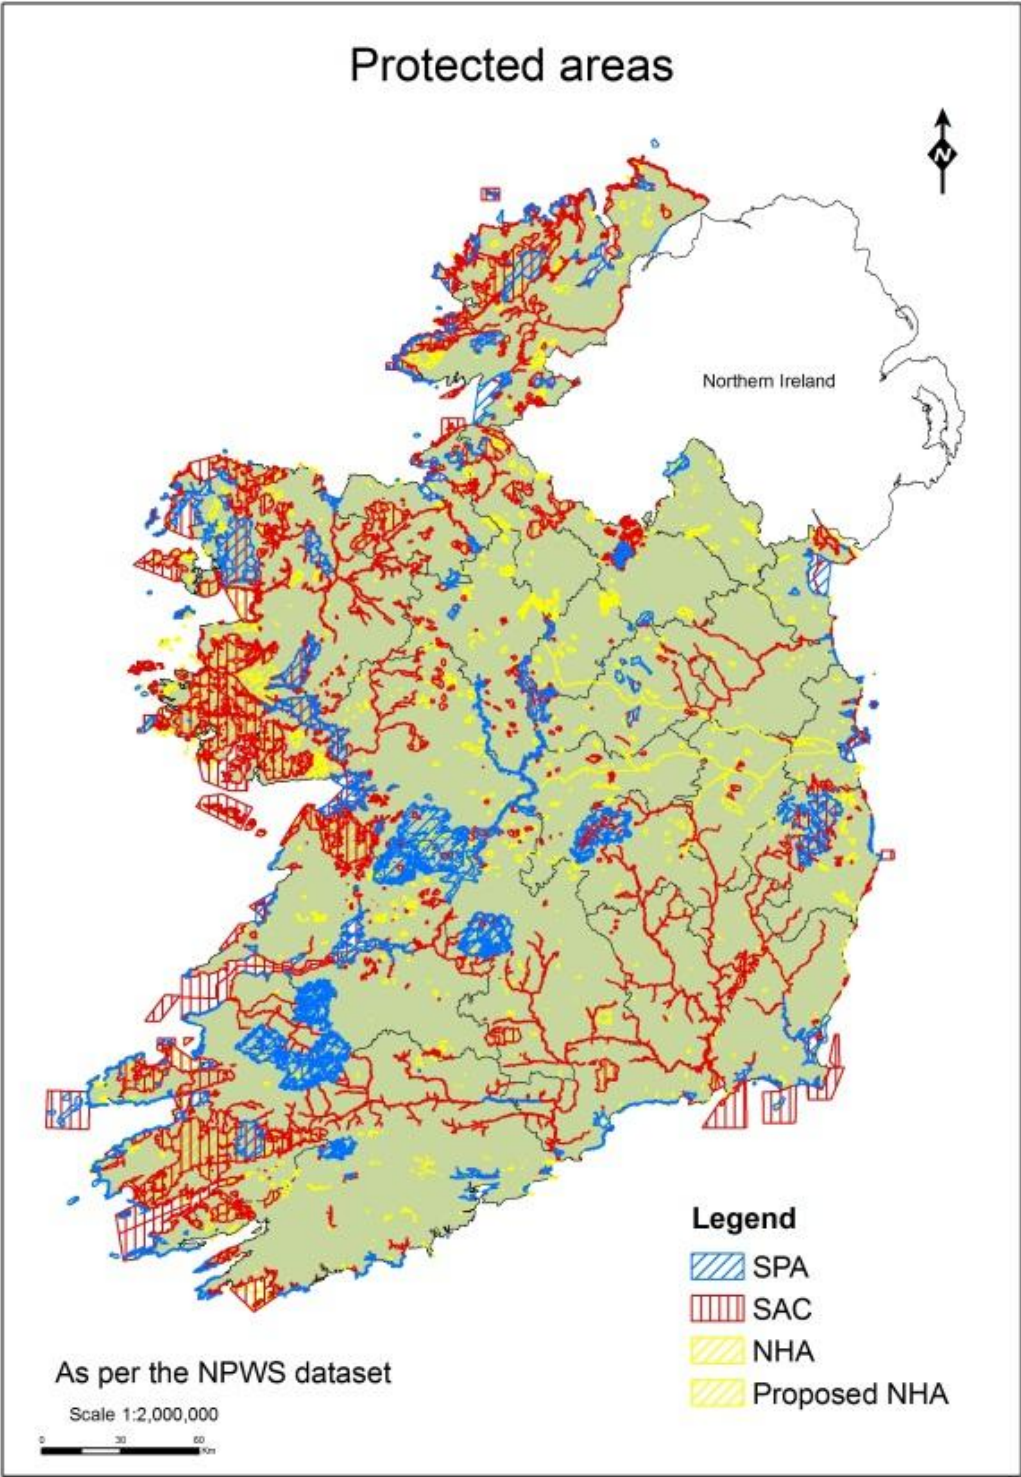 Protected areas
N
Northern Ireland
Legend
SPA
SAC
NHA
Proposed NHA
As per the NPWS dataset
Scale 1:2,000,000
0 30 60
Km